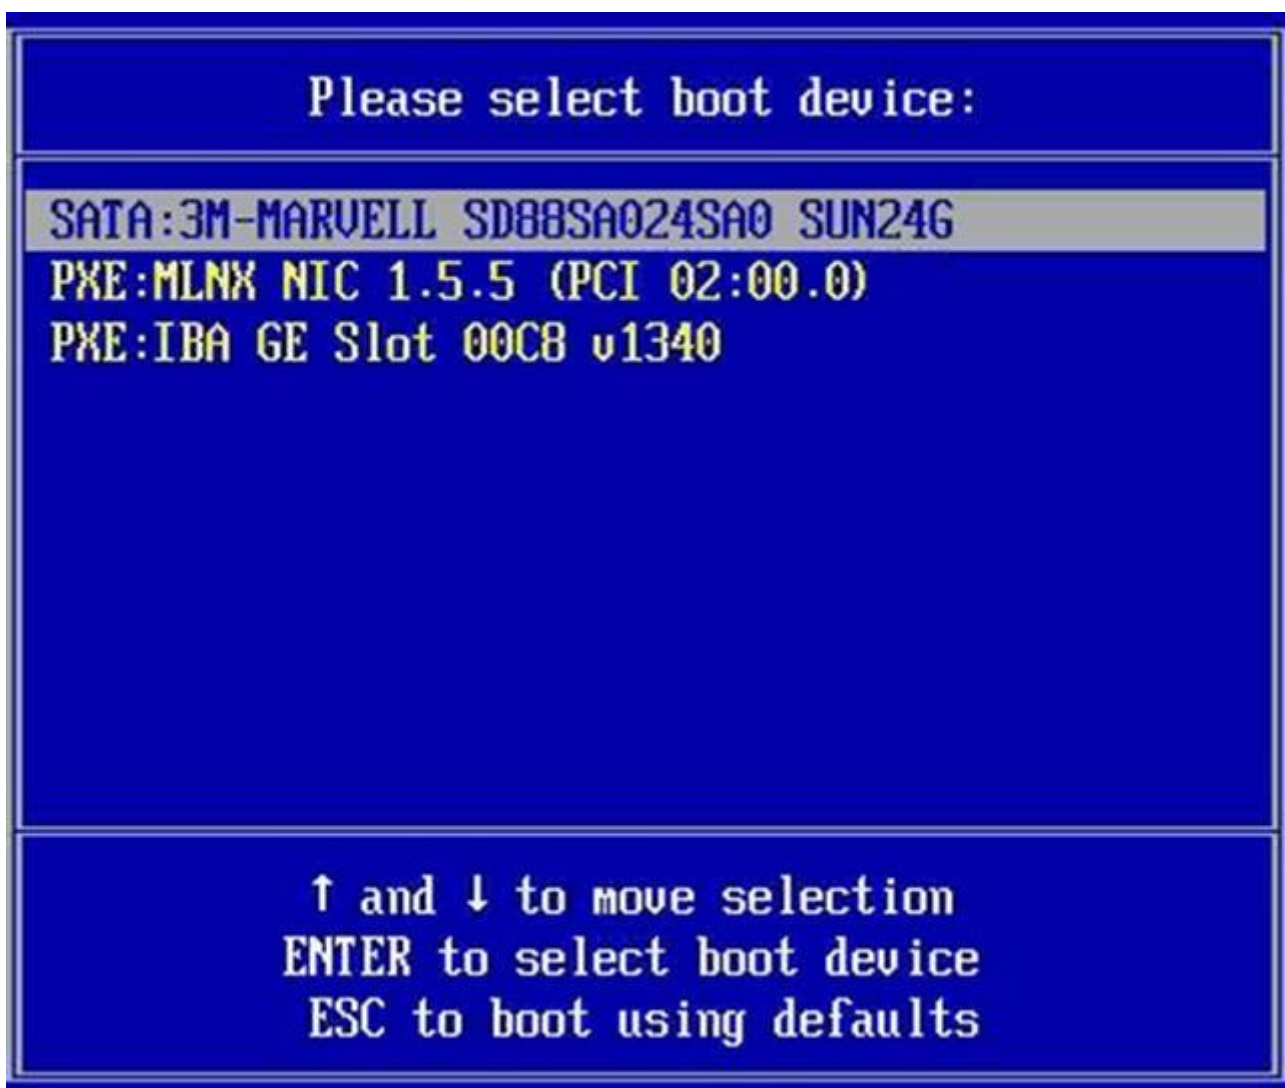 Please select boot device:
SATA:3M-MARVELL SD88SA024SA0 SUN24G
PXE:MLNX NIC 1.5.5 (PCI 02:00.0)
PXE:IBA GE Slot 00C8 v1340
↑ and ↓ to move selection
ENTER to select boot device
ESC to boot using defaults